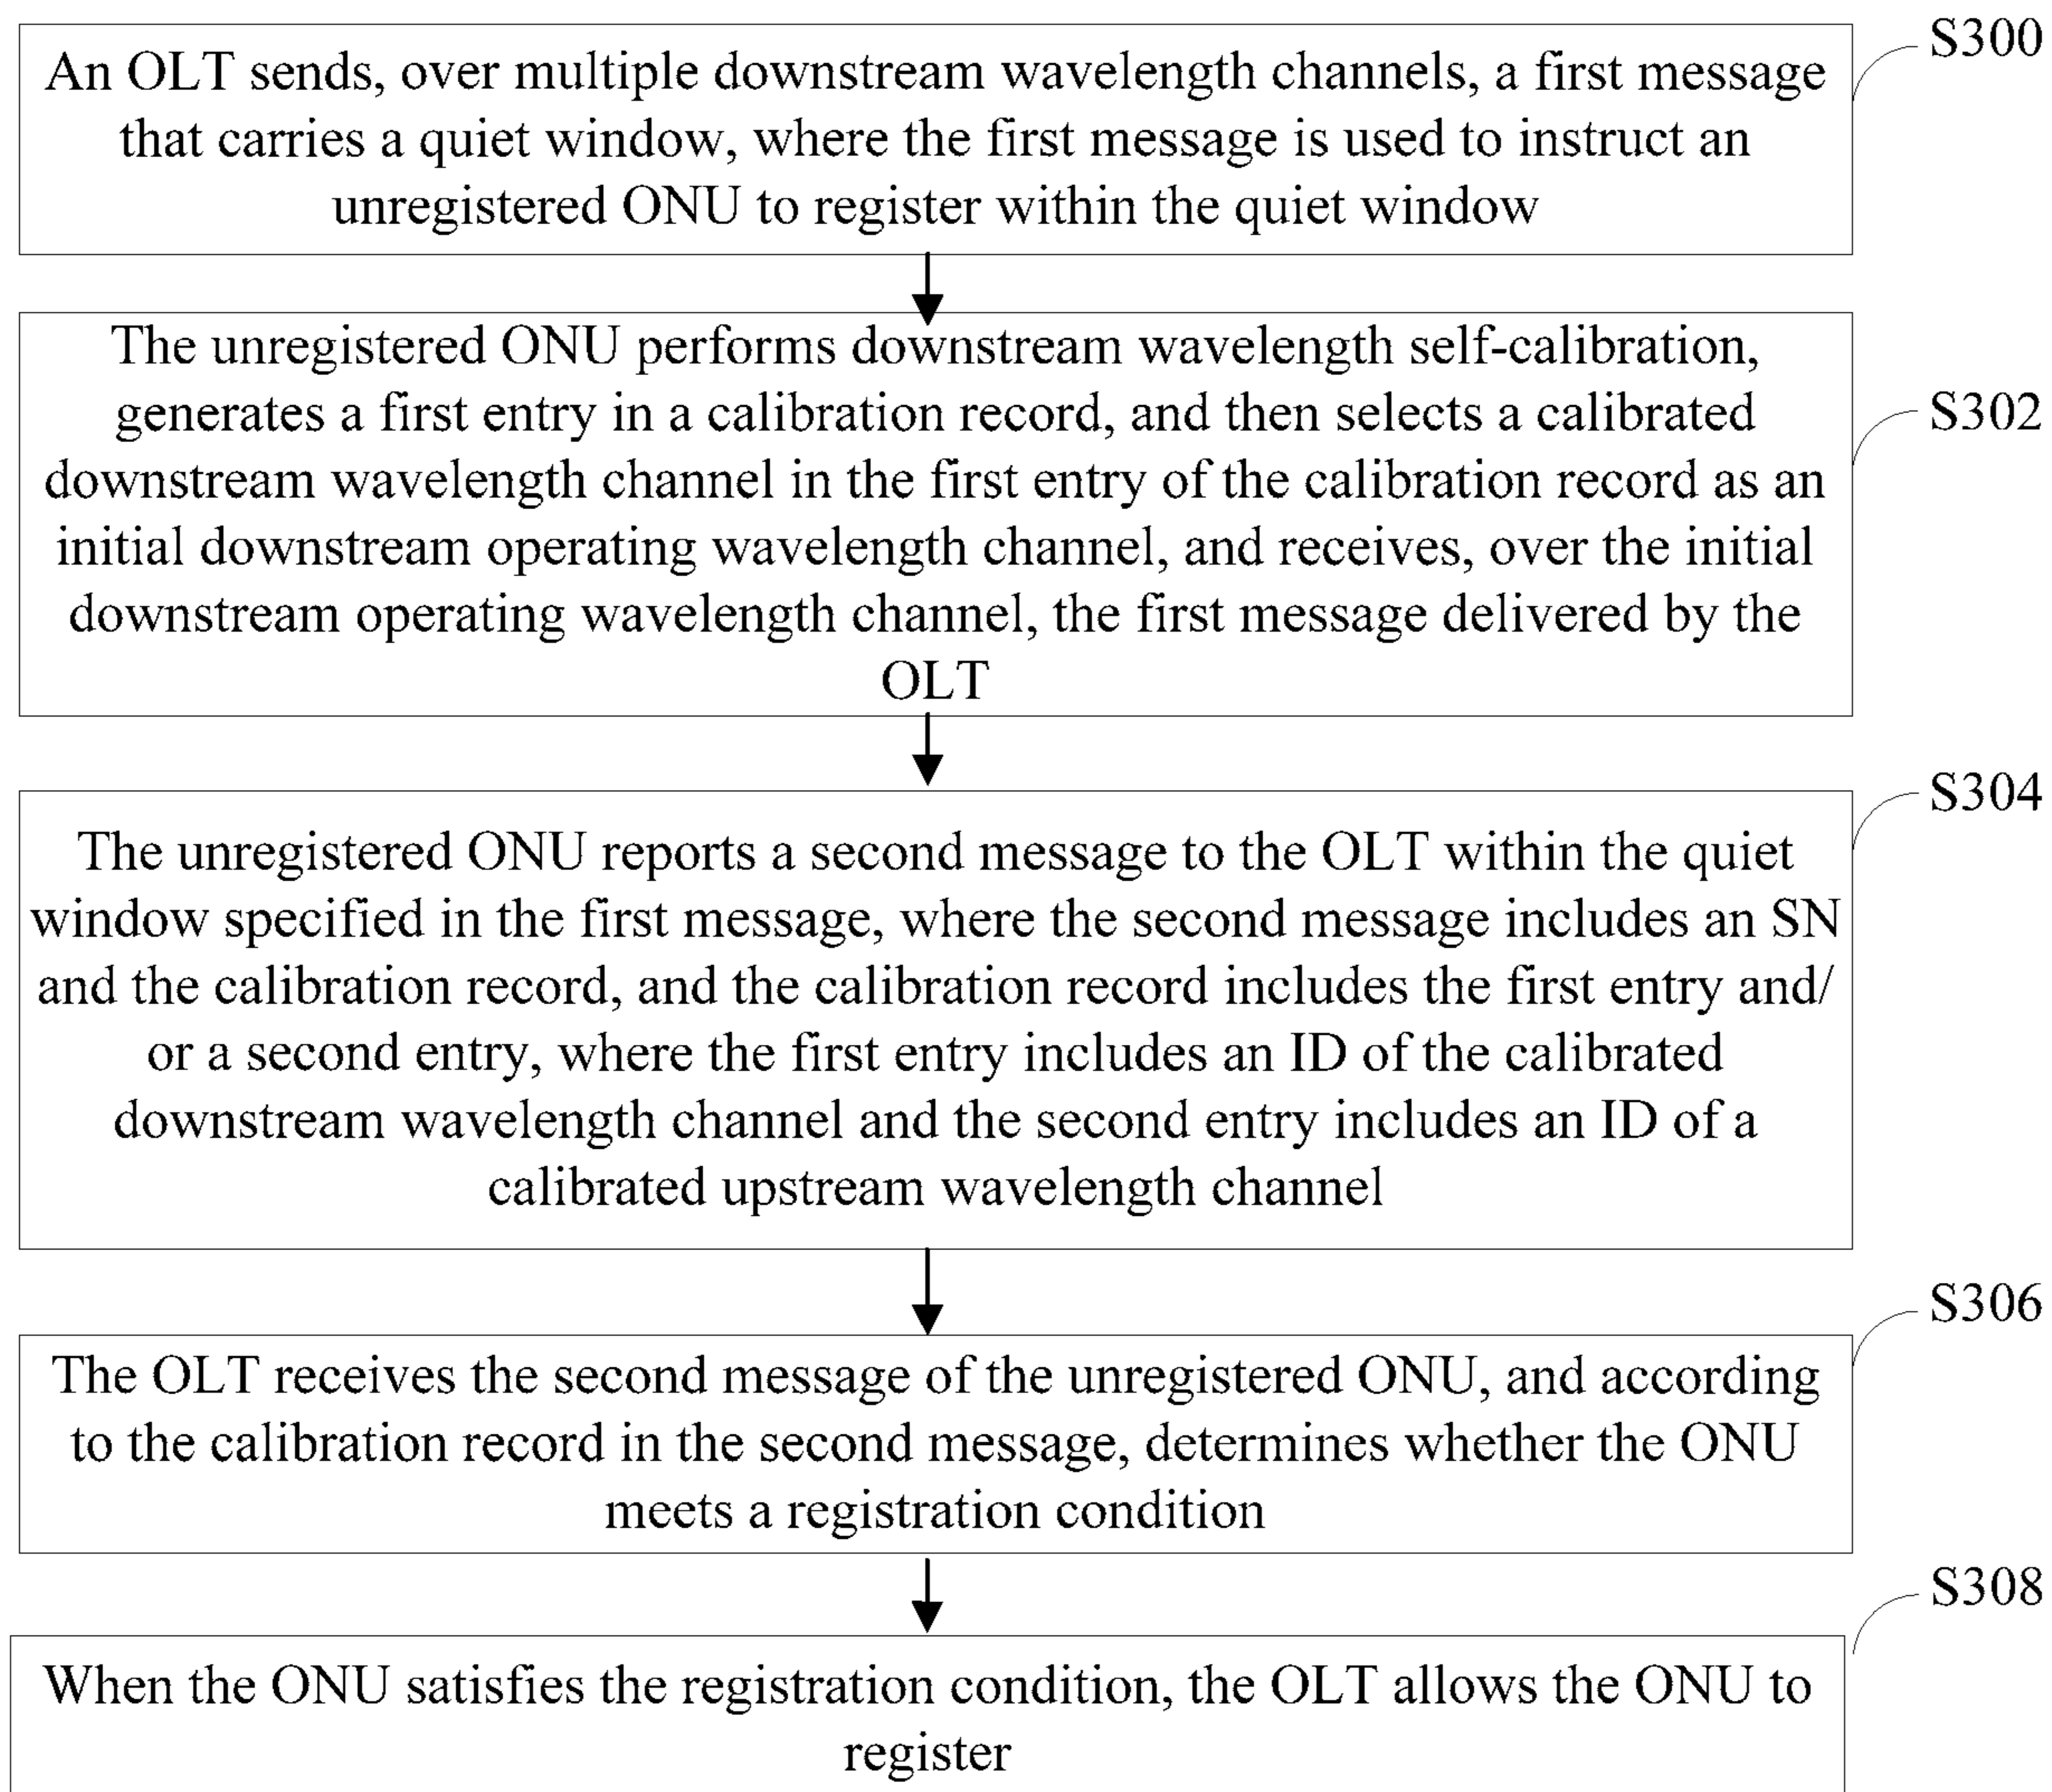 An OLT sends, over multiple downstream wavelength channels, a first message
that carries a quiet window, where the first message is used to instruct an
unregistered ONU to register within the quiet window
S300
The unregistered ONU performs downstream wavelength self-calibration,
generates a first entry in a calibration record, and then selects a calibrated
downstream wavelength channel in the first entry of the calibration record as an
initial downstream operating wavelength channel, and receives, over the initial
downstream operating wavelength channel, the first message delivered by the
OLT
S302
The unregistered ONU reports a second message to the OLT within the quiet
window specified in the first message, where the second message includes an SN
and the calibration record, and the calibration record includes the first entry and/
or a second entry, where the first entry includes an ID of the calibrated
downstream wavelength channel and the second entry includes an ID of a
calibrated upstream wavelength channel
S304
The OLT receives the second message of the unregistered ONU, and according
to the calibration record in the second message, determines whether the ONU
meets a registration condition
S306
When the ONU satisfies the registration condition, the OLT allows the ONU to
register
S308